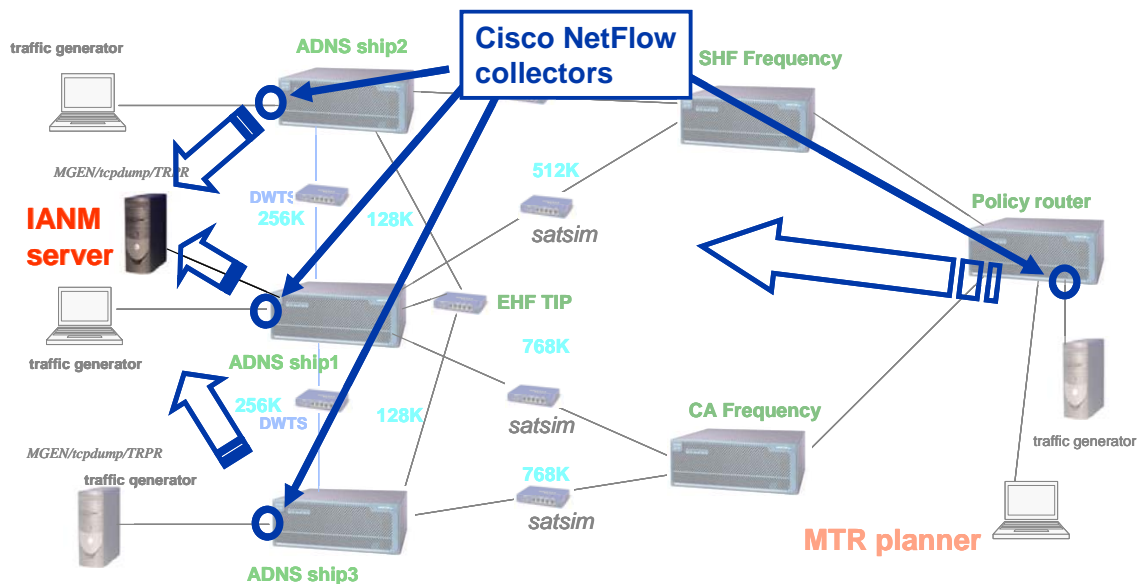 traffic generator
ADNS ship2
Cisco NetFlow
collectors
SHF Frequency
MGEN/tcpdump/TRPR
DWTS
256K
128K
512K
satsim
Policy router
IANM
server
EHF TIP
traffic generator
ADNS ship1
768K
256K
DWTS
128K
satsim
CA Frequency
traffic generator
MGEN/tcpdump/TRPR
traffic generator
768K
satsim
MTR planner
ADNS ship3